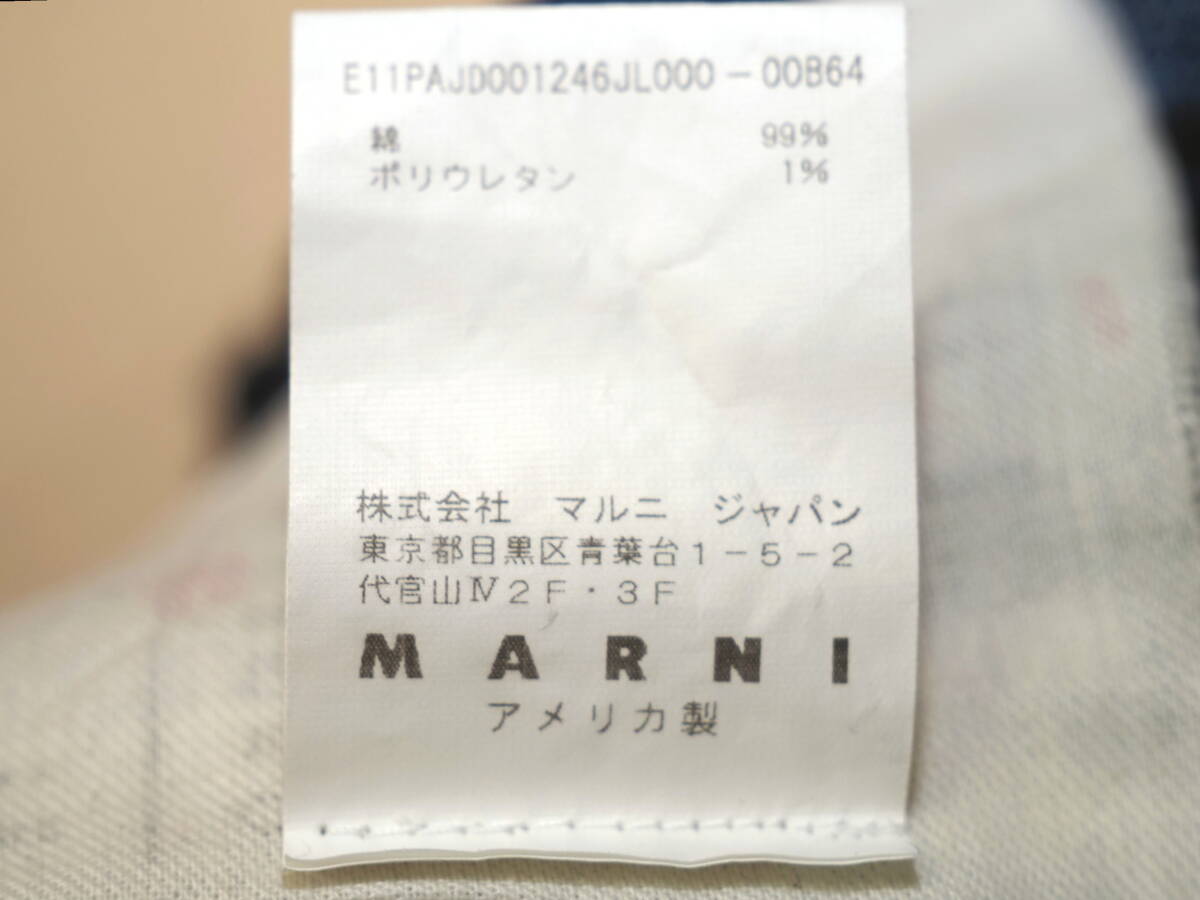 E11PAJD001246JL000-00B64
綿 99%
ポリウレタン 1%
株式会社 マルニ ジャパン
東京都目黒区青葉台1-5-2
代官山Ⅳ2F・3F
MARNI
アメリカ製